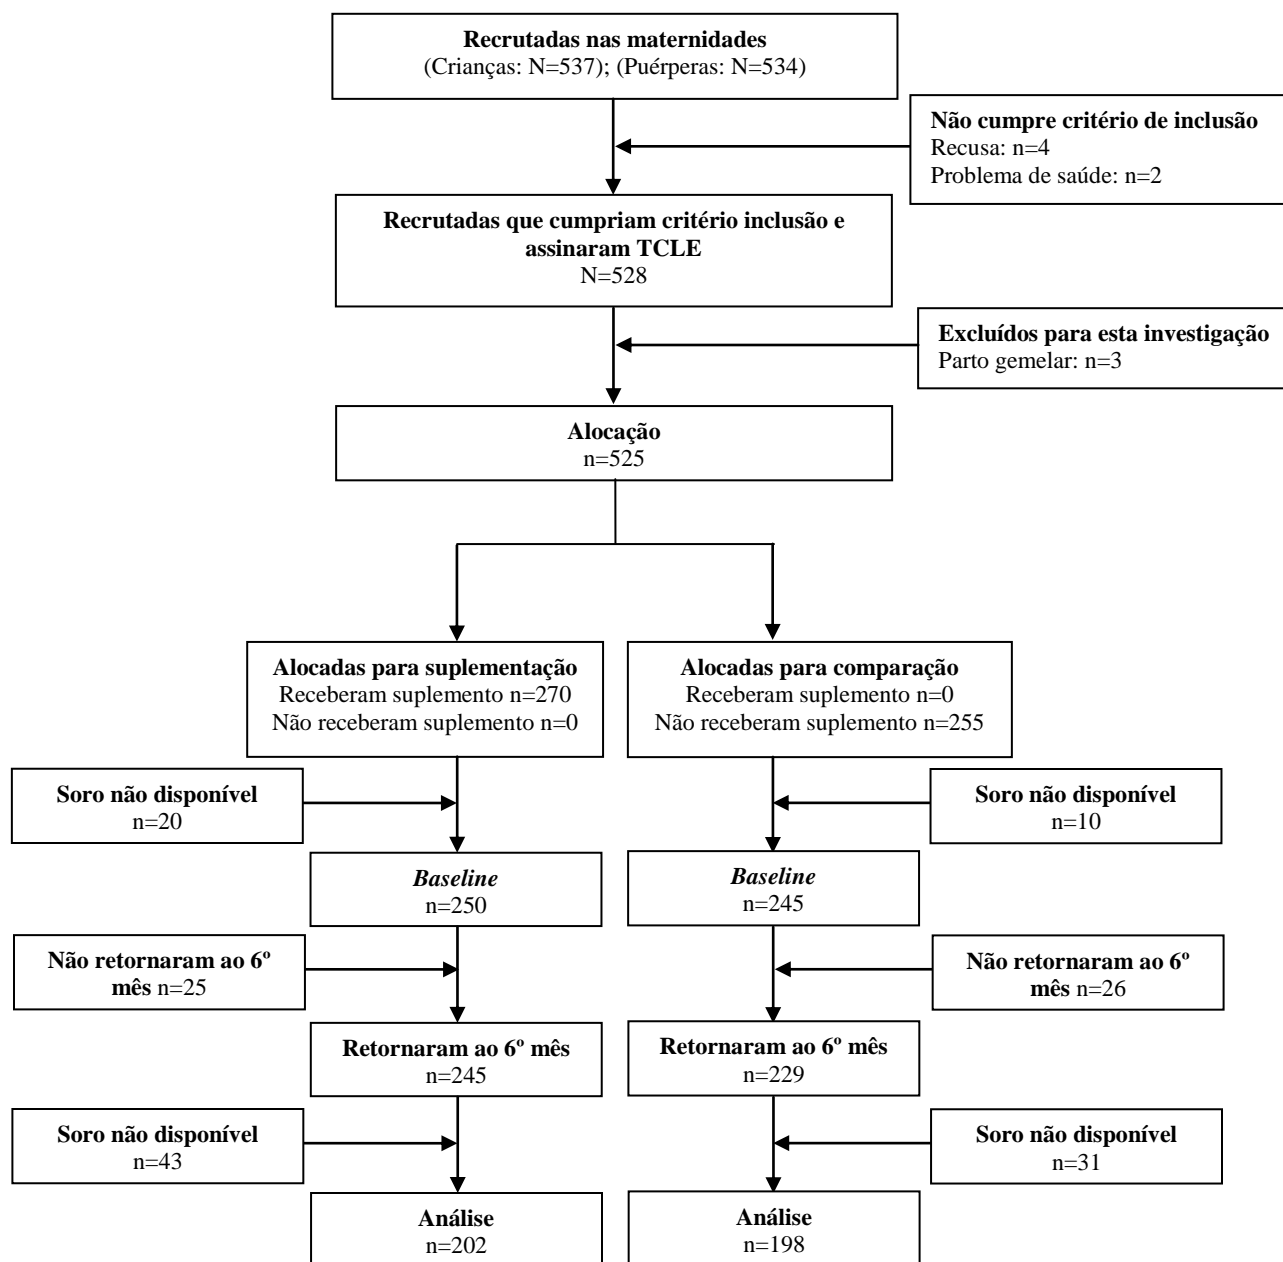 Recrutadas nas maternidades
(Crianças: N=537); (Puérperas: N=534)
Não cumpre critério de inclusão
Recusa: n=4
Problema de saúde: n=2
Recrutadas que cumpriam critério inclusão e
assinaram TCLE
N=528
Excluídos para esta investigação
Parto gemelar: n=3
Alocação
n=525
Alocadas para suplementação
Receberam suplemento n=270
Não receberam suplemento n=0
Alocadas para comparação
Receberam suplemento n=0
Não receberam suplemento n=255
Soro não disponível
n=20
Soro não disponível
n=10
Baseline
n=250
Baseline
n=245
Não retornaram ao 6º
mês n=25
Não retornaram ao 6º
mês n=26
Retornaram ao 6º mês
n=245
Retornaram ao 6º mês
n=229
Soro não disponível
n=43
Soro não disponível
n=31
Análise
n=202
Análise
n=198